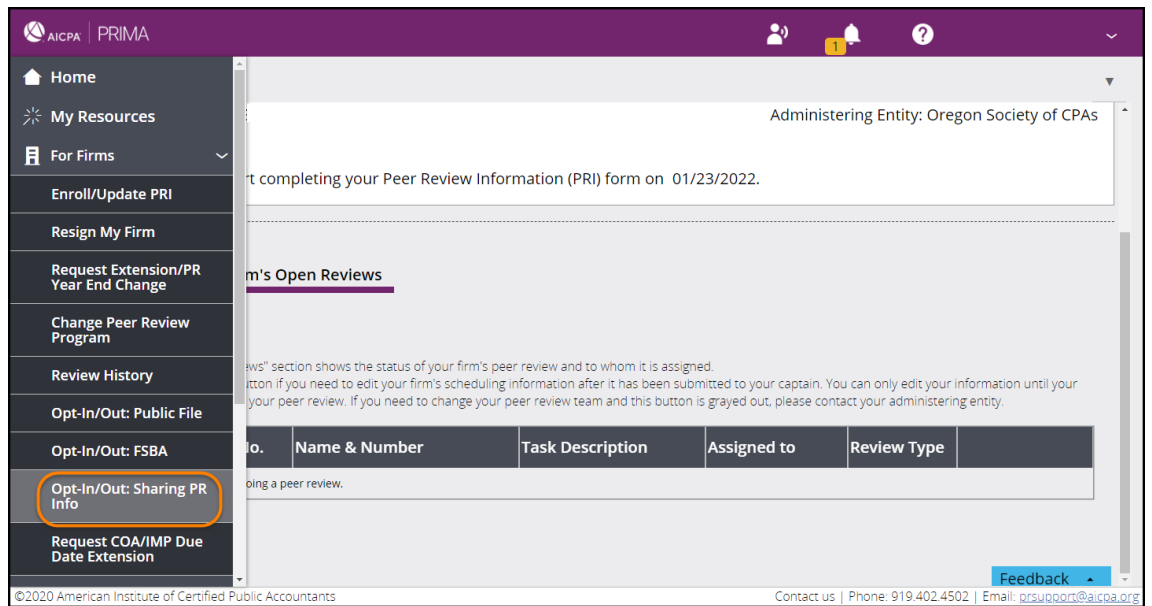 AICPA PRIMA
1
Home
My Resources
For Firms
Enroll/Update PRI
Resign My Firm
Request Extension/PR
Year End Change
Change Peer Review
Program
Review History
Opt-In/Out: Public File
Opt-In/Out: FSBA
Opt-In/Out: Sharing PR
Info
Request COA/IMP Due
Date Extension
Administering Entity: Oregon Society of CPAs
completing your Peer Review Information (PRI) form on 01/23/2022.
m's Open Reviews
ews" section shows the status of your firm's peer review and to whom it is assigned.
utton if you need to edit your firm's scheduling information after it has been submitted to your captain. You can only edit your information until your
your peer review. If you need to change your peer review team and this button is grayed out, please contact your administering entity.
No. Name & Number Task Description Assigned to Review Type
oing a peer review.
Feedback
©2020 American Institute of Certified Public Accountants Contact us | Phone: 919.402.4502 | Email: prsupport@aicpa.org